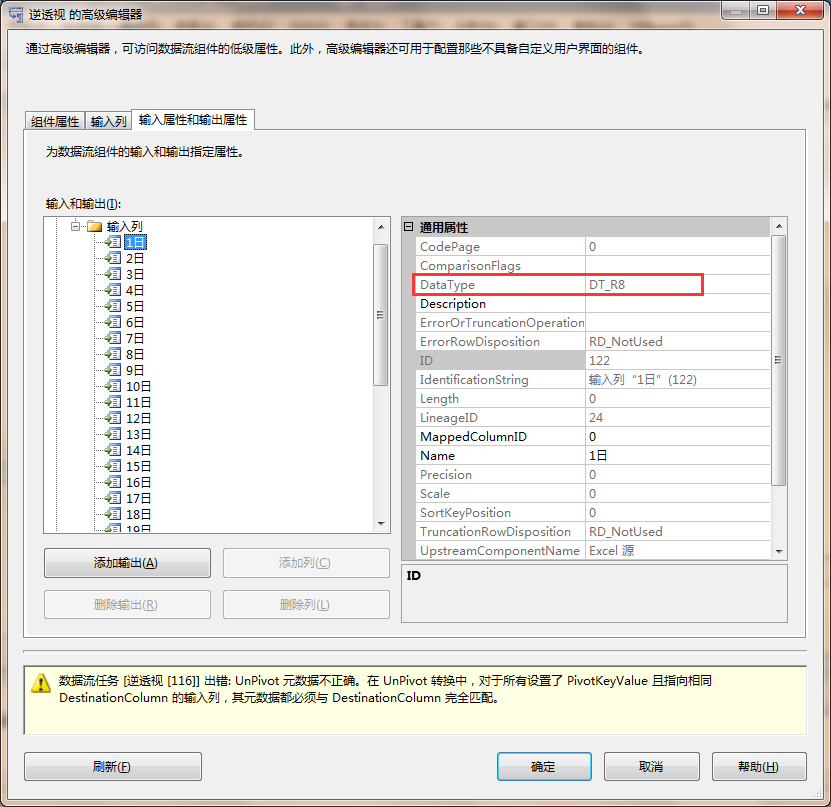 逆透视 的高级编辑器
通过高级编辑器，可访问数据流组件的低级属性。此外，高级编辑器还可用于配置那些不具备自定义用户界面的组件。
组件属性 输入列 输入属性和输出属性
为数据流组件的输入和输出指定属性。
输入和输出(I):
输入列
1日
2日
3日
4日
5日
6日
7日
8日
9日
10日
11日
12日
13日
14日
15日
16日
17日
18日
19日
添加输出(A) 添加列(C)
删除输出(R) 删除列(L)
通用属性
CodePage 0
ComparisonFlags
DataType DT_R8
Description
ErrorOrTruncationOperation
ErrorRowDisposition RD_NotUsed
ID 122
IdentificationString 输入列“1日”(122)
Length 0
LineageID 24
MappedColumnID 0
Name 1日
Precision 0
Scale 0
SortKeyPosition 0
TruncationRowDisposition RD_NotUsed
UpstreamComponentName Excel 源
ID
数据流任务 [逆透视 [116]] 出错: UnPivot 元数据不正确。在 UnPivot 转换中，对于所有设置了 PivotKeyValue 且指向相同
DestinationColumn 的输入列，其元数据都必须与 DestinationColumn 完全匹配。
刷新(F) 确定 取消 帮助(H)